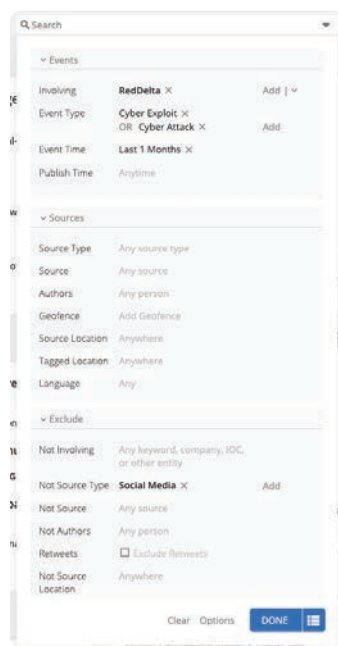 Search
Events
Involving RedDelta × Add |
Event Type Cyber Exploit ×
OR Cyber Attack × Add
Event Time Last 1 Months ×
Publish Time Anytime
Sources
Source Type Any source type
Source Any source
Authors Any person
Geofence Add Geofence
Source Location Anywhere
Tagged Location Anywhere
Language Any
Exclude
Not Involving Any keyword, company, IOC,
or other entity
Not Source Type Social Media × Add
Not Source Any source
Not Authors Any person
Retweets Exclude Retweets
Not Source Anywhere
Location
Clear Options DONE